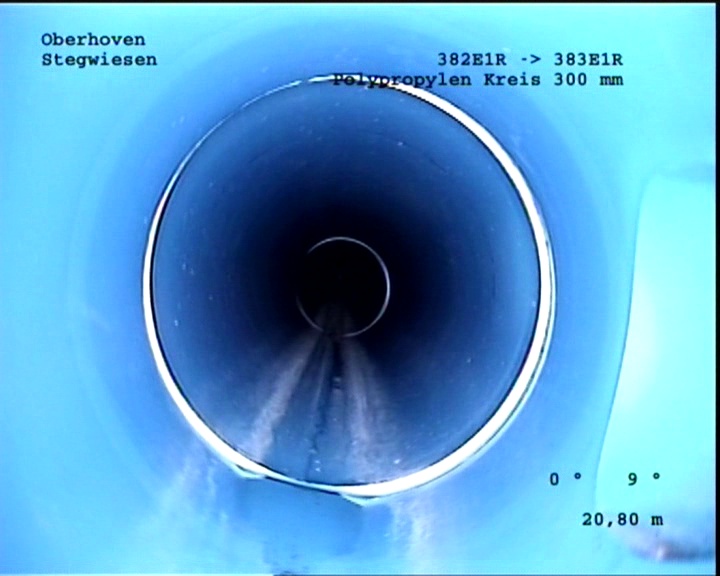 Oberhoven
Stegwiesen
382E1R -> 383E1R
Polypropylen Kreis 300 mm
0 ° 9 °
20,80 m